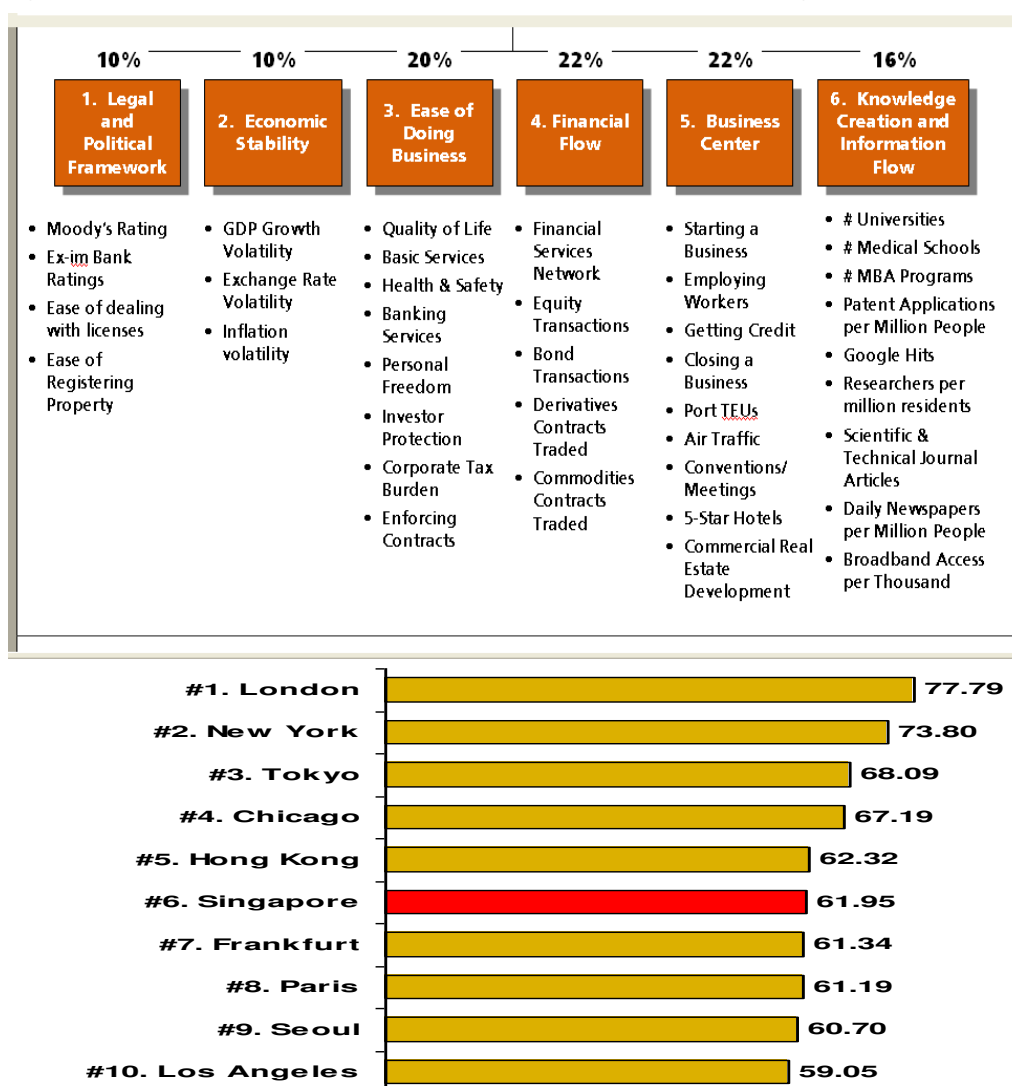 10%
10%
20%
22%
22%
16%
1. Legal
and
Political
Framework
2. Economic
Stability
3. Ease of
Doing
Business
4. Financial
Flow
5. Business
Center
6. Knowledge
Creation and
Information
Flow
• Moody's Rating
• Ex-im Bank
Ratings
• Ease of dealing
with licenses
• Ease of
Registering
Property
• GDP Growth
Volatility
• Exchange Rate
Volatility
• Inflation
volatility
• Quality of Life
• Basic Services
• Health & Safety
• Banking
Services
• Personal
Freedom
• Investor
Protection
• Corporate Tax
Burden
• Enforcing
Contracts
• Financial
Services
Network
• Equity
Transactions
• Bond
Transactions
• Derivatives
Contracts
Traded
• Commodities
Contracts
Traded
• Starting a
Business
• Employing
Workers
• Getting Credit
• Closing a
Business
• Port TEUs
• Air Traffic
• Conventions/
Meetings
• 5-Star Hotels
• Commercial Real
Estate
Development
• # Universities
• # Medical Schools
• # MBA Programs
• Patent Applications
per Million People
• Google Hits
• Researchers per
million residents
• Scientific &
Technical Journal
Articles
• Daily Newspapers
per Million People
• Broadband Access
per Thousand
#1. London 77.79
#2. New York 73.80
#3. Tokyo 68.09
#4. Chicago 67.19
#5. Hong Kong 62.32
#6. Singapore 61.95
#7. Frankfurt 61.34
#8. Paris 61.19
#9. Seoul 60.70
#10. Los Angeles 59.05